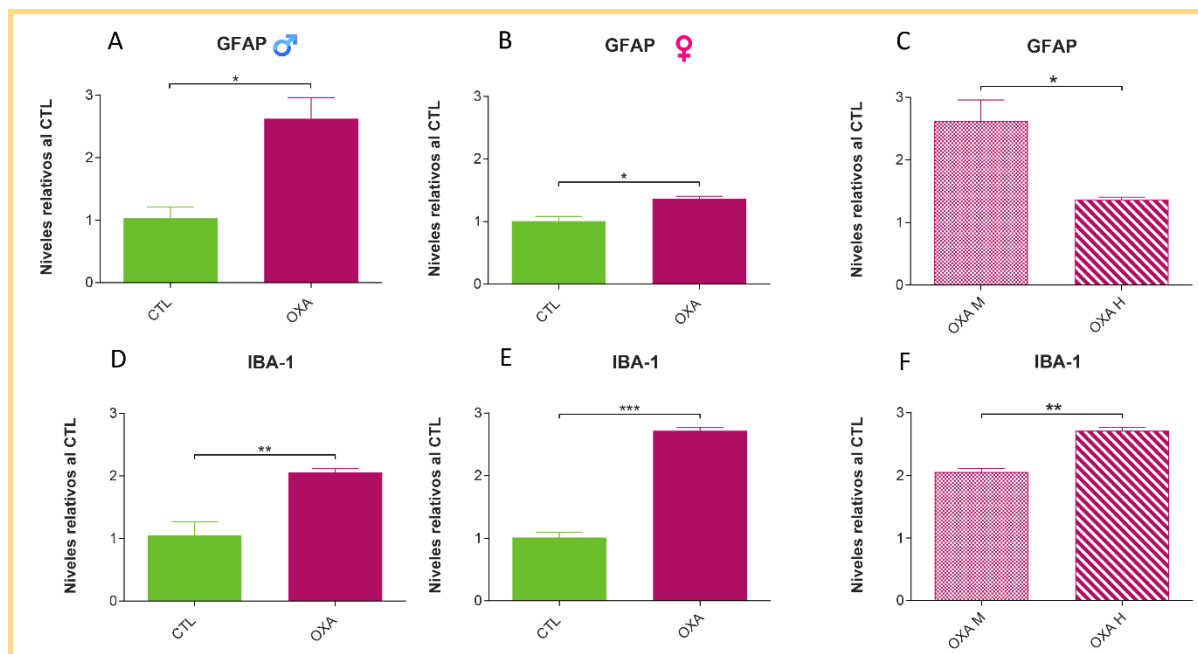 A
GFAP
*
Niveles relativos al CTL
3
2
1
0
CTL
OXA
B
GFAP
*
Niveles relativos al CTL
3
2
1
0
CTL
OXA
C
GFAP
*
Niveles relativos al CTL
3
2
1
0
OXA M
OXA H
D
IBA-1
**
Niveles relativos al CTL
3
2
1
0
CTL
OXA
E
IBA-1
***
Niveles relativos al CTL
3
2
1
0
CTL
OXA
F
IBA-1
**
Niveles relativos al CTL
3
2
1
0
OXA M
OXA H